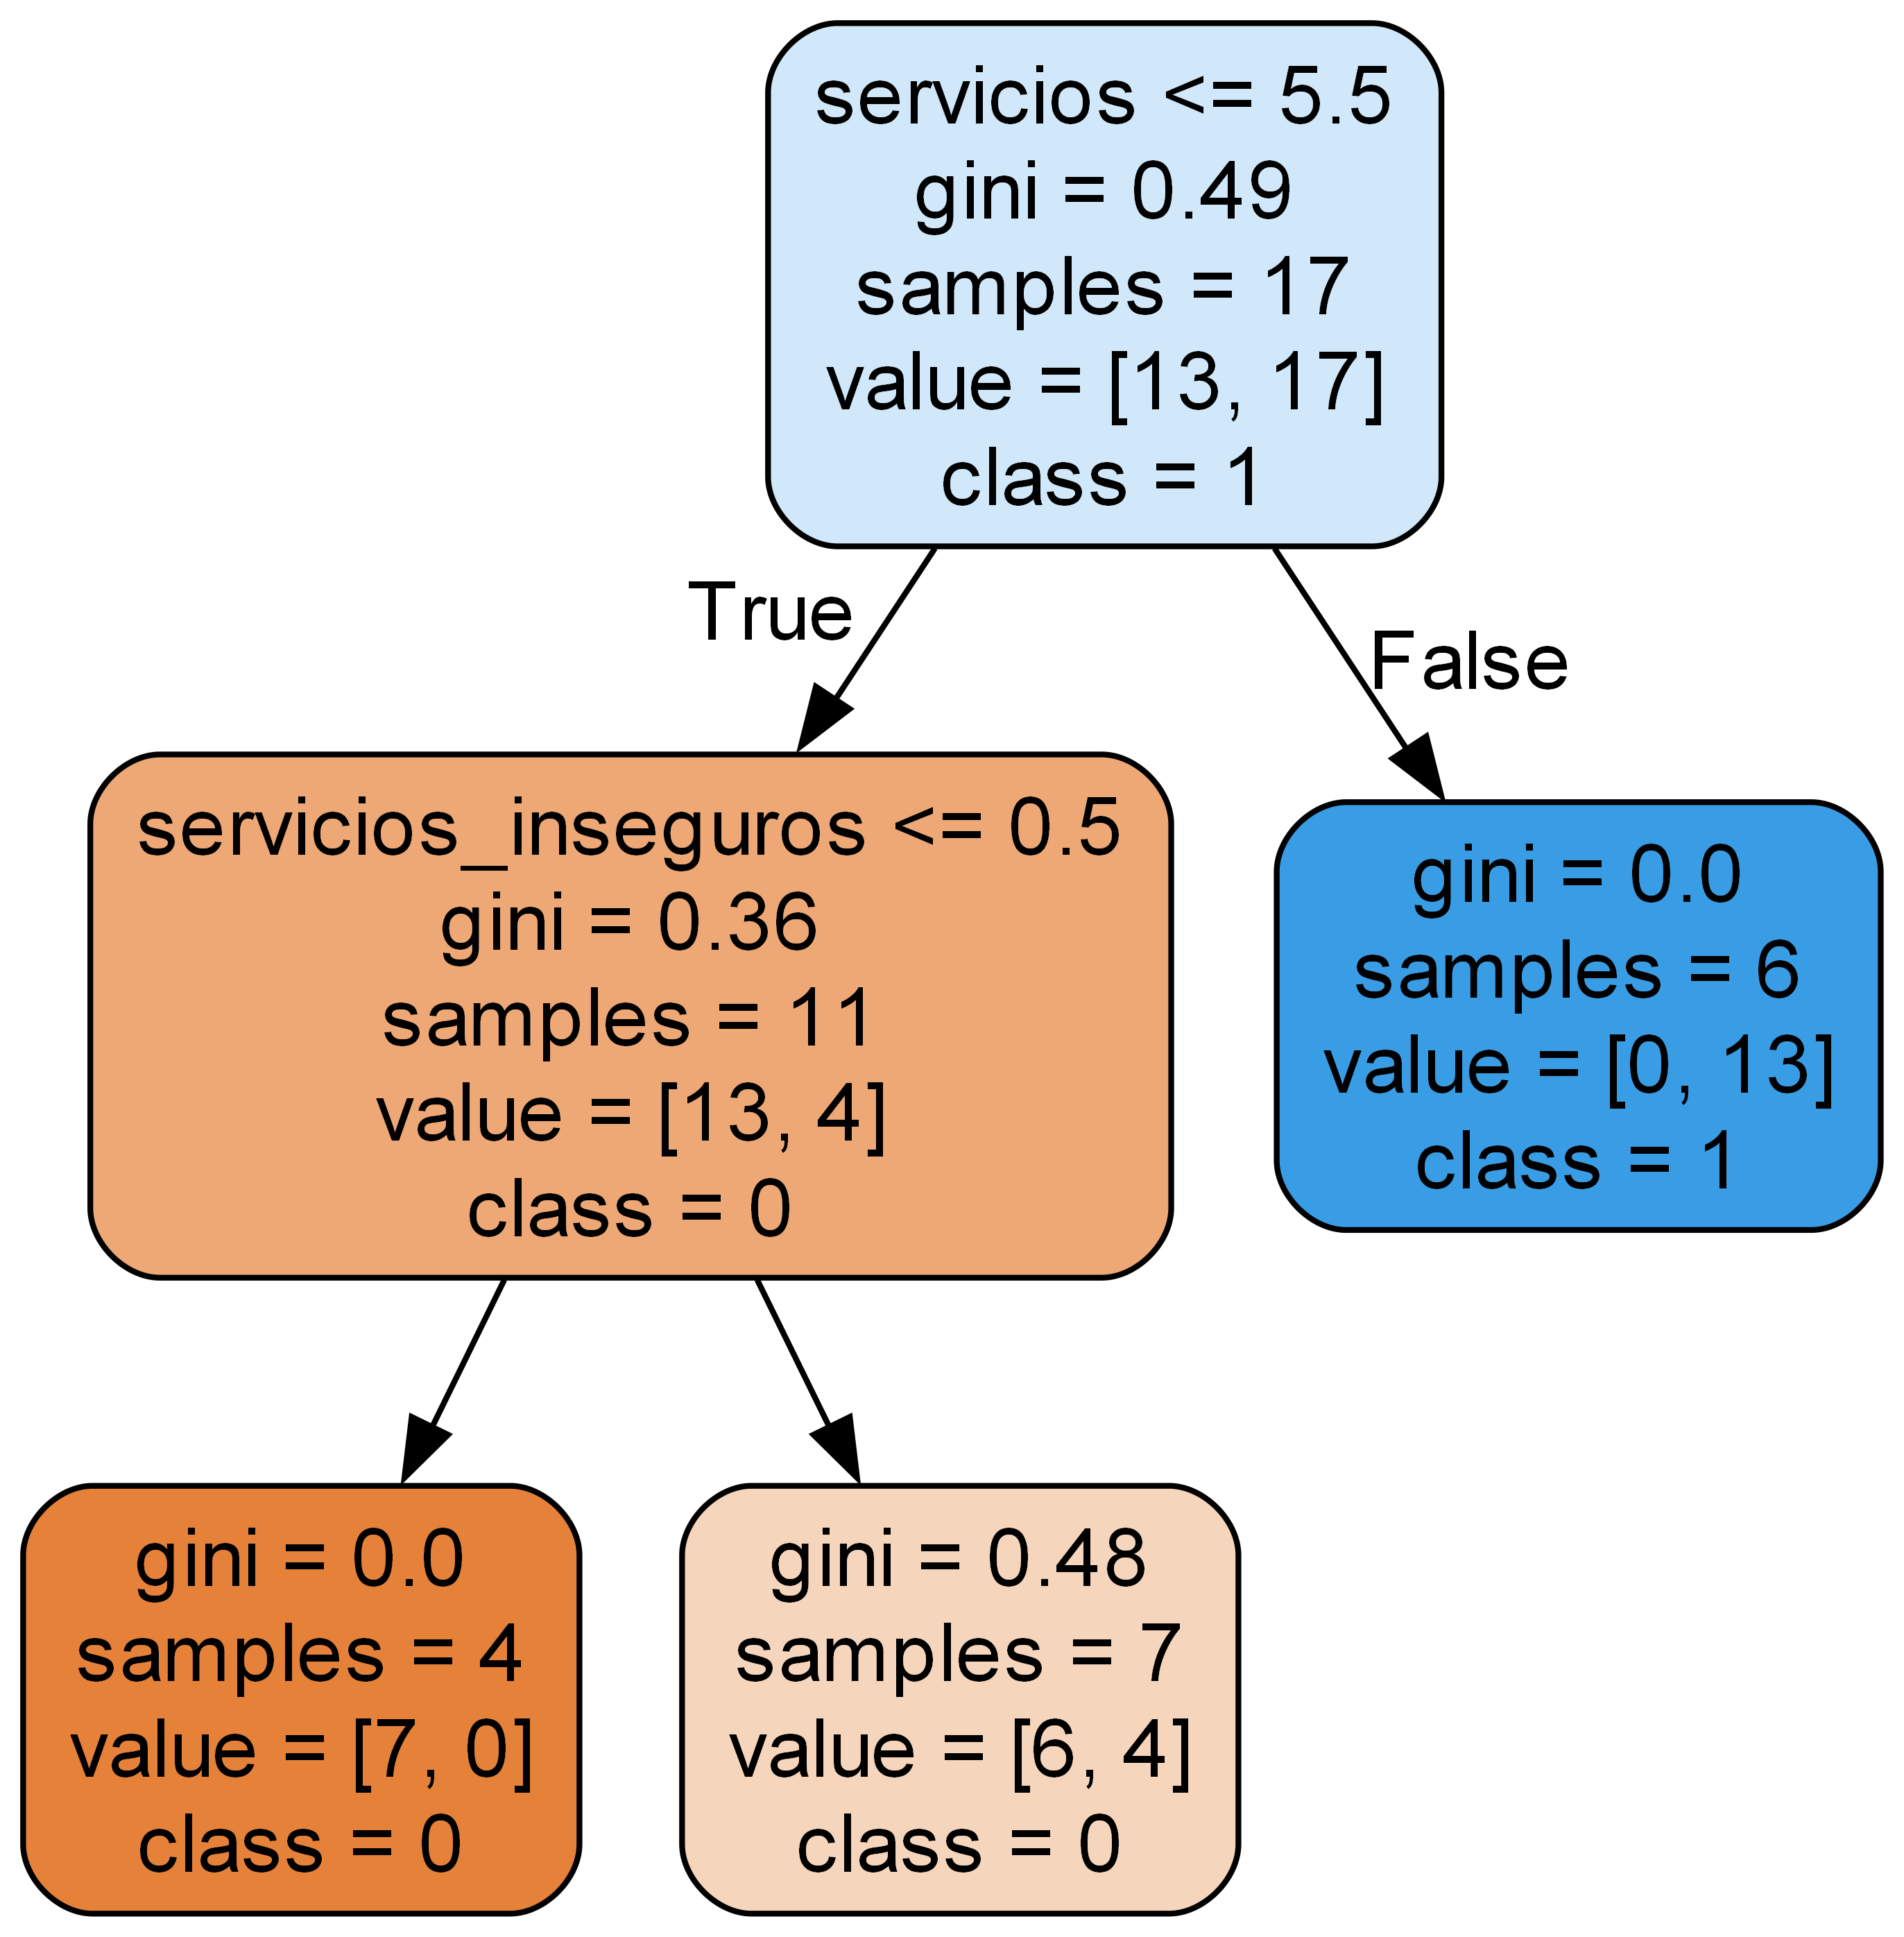 servicios <= 5.5
gini = 0.49
samples = 17
value = [13, 17]
class = 1
True
False
servicios_inseguros <= 0.5
gini = 0.36
samples = 11
value = [13, 4]
class = 0
gini = 0.0
samples = 6
value = [0, 13]
class = 1
gini = 0.0
samples = 4
value = [7, 0]
class = 0
gini = 0.48
samples = 7
value = [6, 4]
class = 0